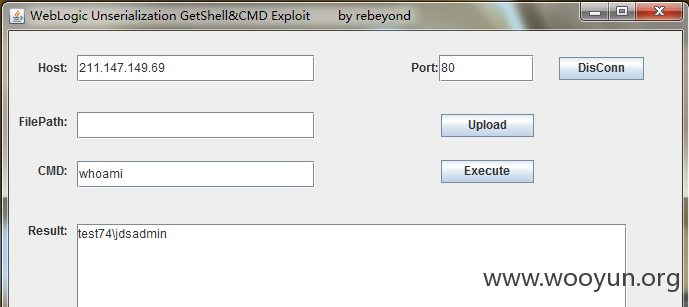 WebLogic Unserialization GetShell&CMD Exploit by rebeyond
Host: 211.147.149.69 Port: 80 DisConn
FilePath: Upload
CMD: whoami Execute
Result: test74\jdsadmin
www.wooyun.org